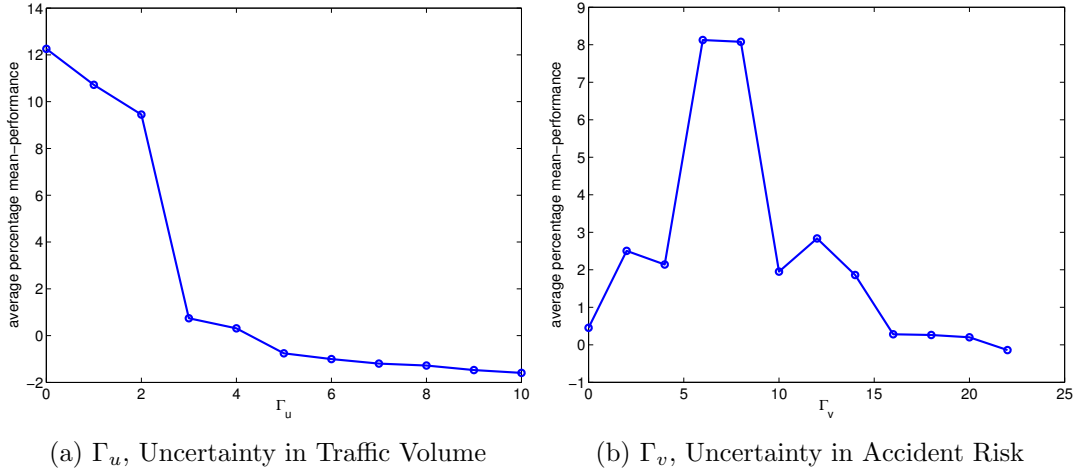 14
12
10
8
6
4
2
0
−2
0 2 4 6 8 10
average percentage mean−performance
Γu
(a) Γu, Uncertainty in Traffic Volume
9
8
7
6
5
4
3
2
1
0
−1
0 5 10 15 20 25
average percentage mean−performance
Γv
(b) Γv, Uncertainty in Accident Risk